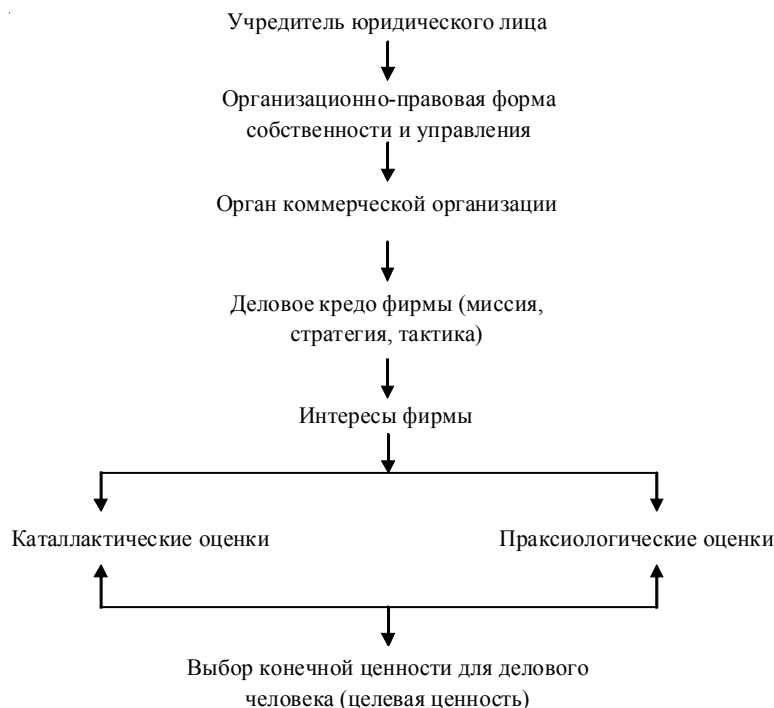 Учредитель юридического лица
Организационно-правовая форма
собственности и управления
Орган коммерческой организации
Деловое кредо фирмы (миссия,
стратегия, тактика)
Интересы фирмы
Каталлактические оценки
Праксиологические оценки
Выбор конечной ценности для делового
человека (целевая ценность)